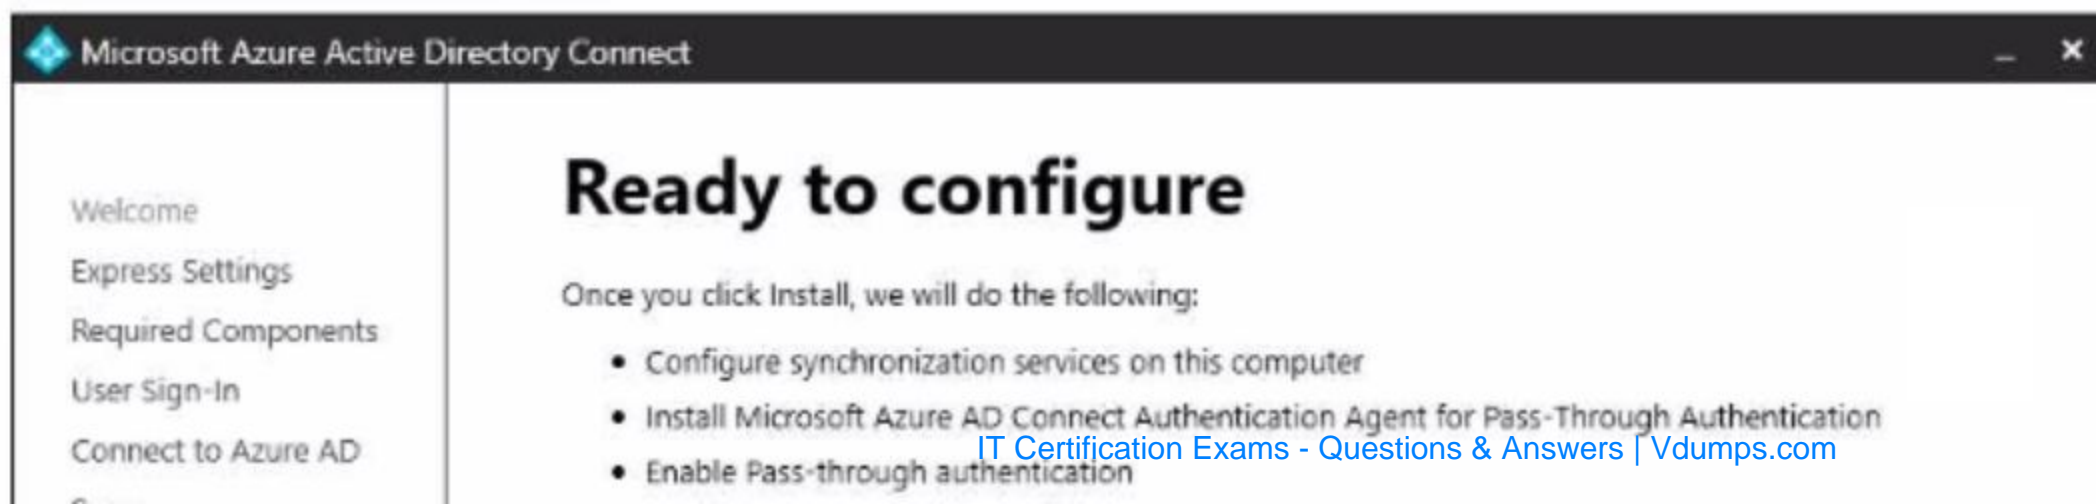 Microsoft Azure Active Directory Connect
Welcome
Express Settings
Required Components
User Sign-In
Connect to Azure AD
Ready to configure
Once you click Install, we will do the following:
• Configure synchronization services on this computer
• Install Microsoft Azure AD Connect Authentication Agent for Pass-Through Authentication
IT Certification Exams - Questions & Answers | Vdumps.com
• Enable Pass-through authentication